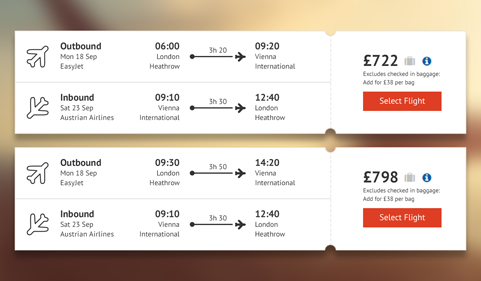 Outbound
Mon 18 Sep
EasyJet
06:00
London
Heathrow
3h 20
09:20
Vienna
International
Inbound
Sat 23 Sep
Austrian Airlines
09:10
Vienna
International
3h 30
12:40
London
Heathrow
£722
Excludes checked in baggage:
Add for £38 per bag
Select Flight
Outbound
Mon 18 Sep
EasyJet
09:30
London
Heathrow
3h 50
14:20
Vienna
International
Inbound
Sat 23 Sep
Austrian Airlines
09:10
Vienna
International
3h 30
12:40
London
Heathrow
£798
Excludes checked in baggage:
Add for £38 per bag
Select Flight